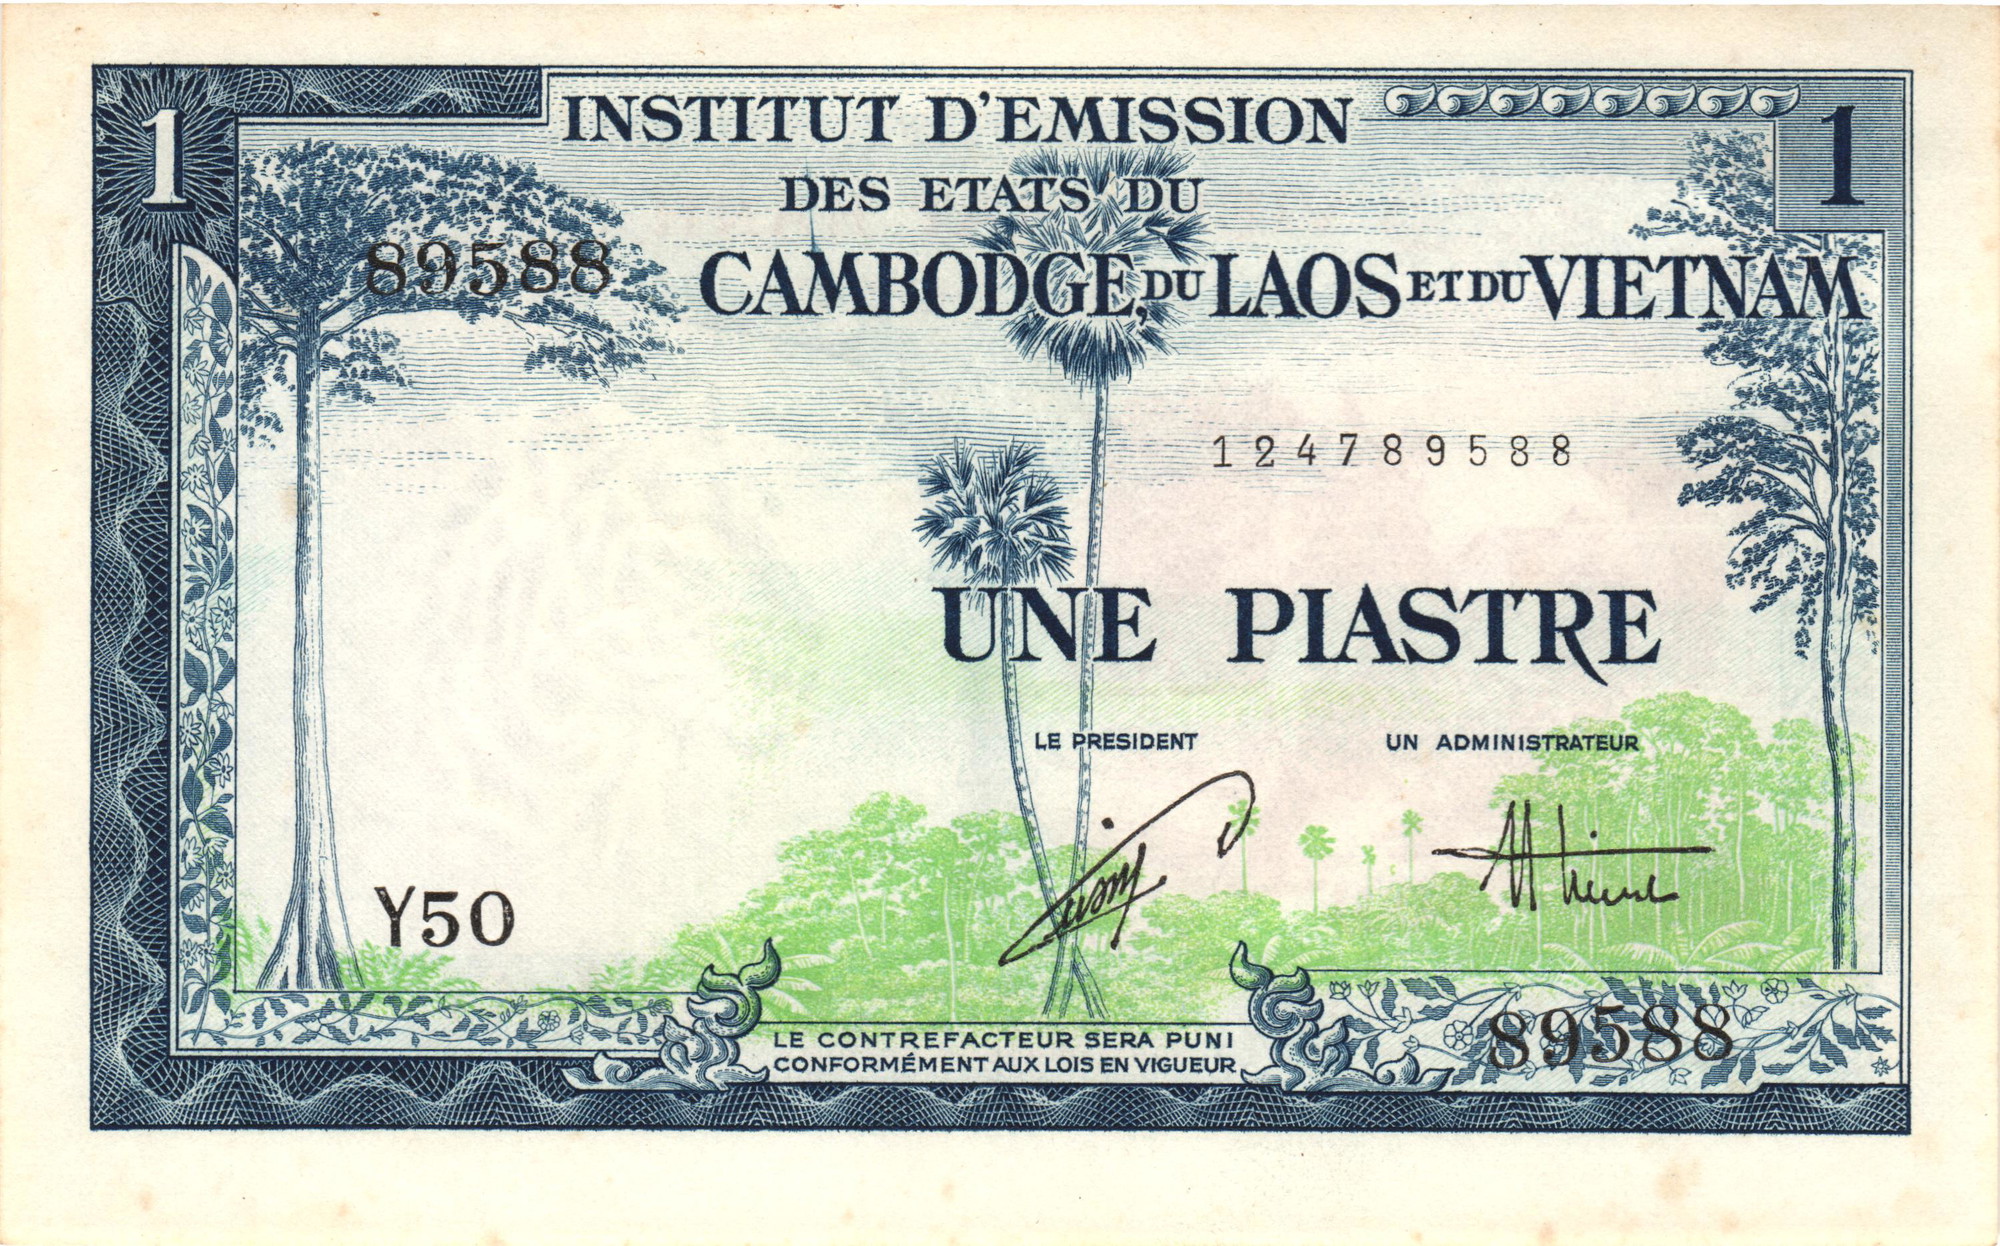 1
INSTITUT D'EMISSION
1
DES ETATS DU
89588
CAMBODGE, DU LAOS ET DU VIETNAM
124789588
UNE PIASTRE
LE PRESIDENT
UN ADMINISTRATEUR
Y50
LE CONTREFACTEUR SERA PUNI
CONFORMÉMENT AUX LOIS EN VIGUEUR
89588